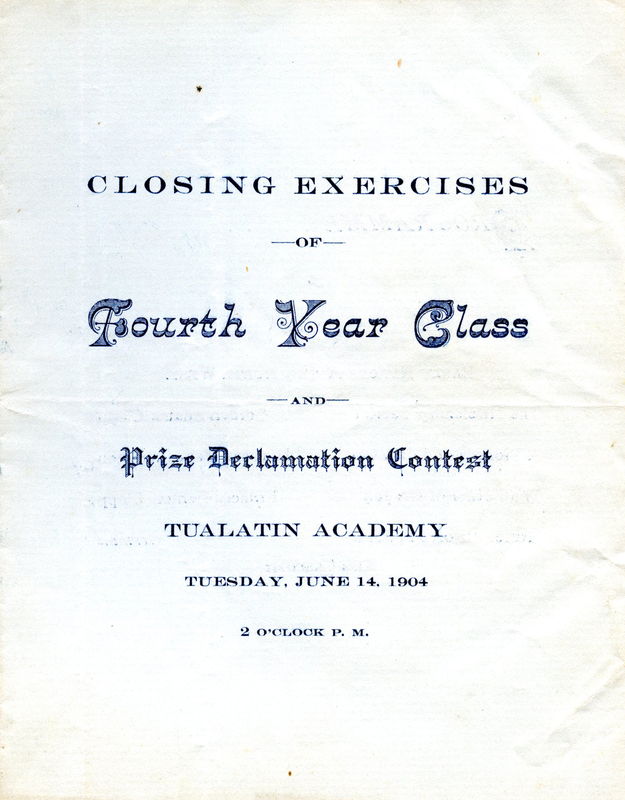 CLOSING EXERCISES
—OF—
Fourth Year Class
—AND—
Prize Declamation Contest
TUALATIN ACADEMY
TUESDAY, JUNE 14, 1904
2 O'CLOCK P. M.